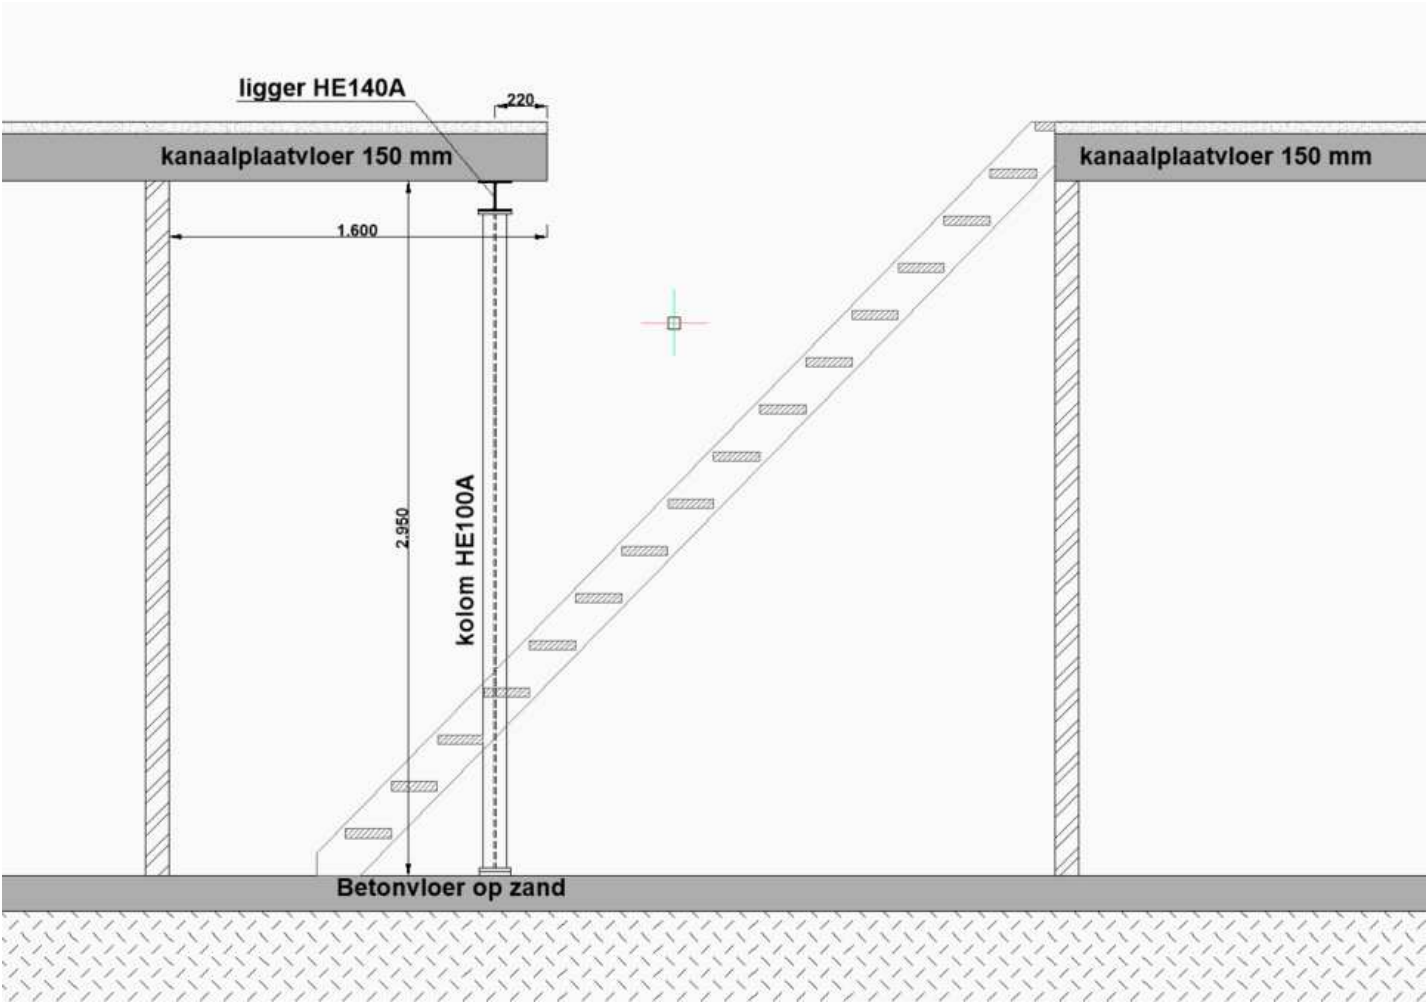 ligger HE140A
220
kanaalplaatvloer 150 mm
kanaalplaatvloer 150 mm
1.600
2.950
kolom HE100A
Betonvloer op zand